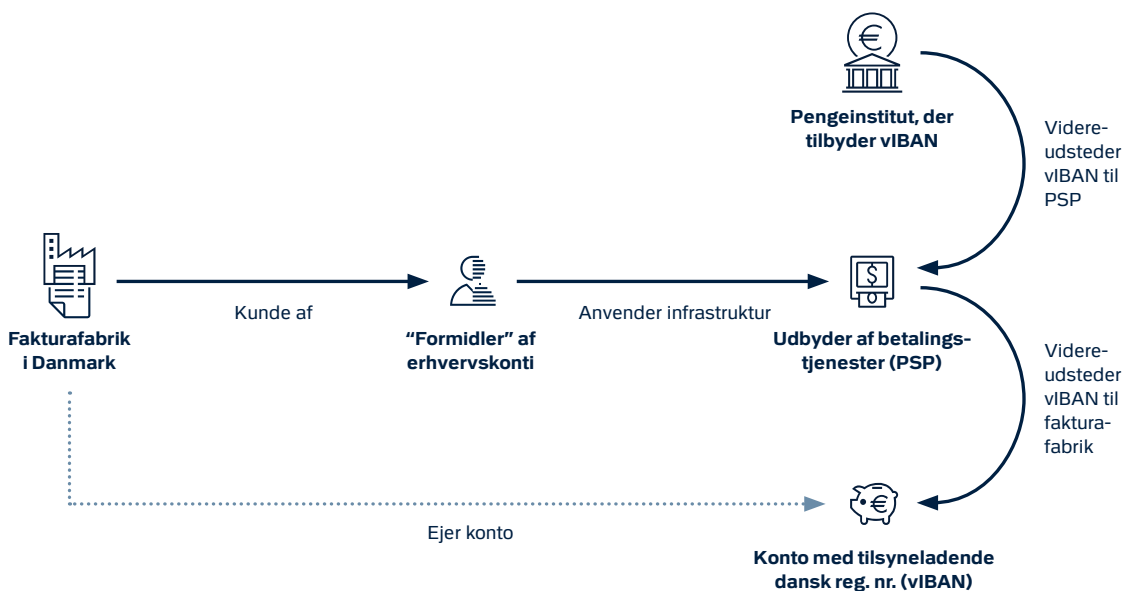 Pengeinstitut, der
tilbyder vIBAN
Videre-
udsteder
vIBAN til
PSP
Kunde af
Anvender infrastruktur
Fakturafabrik
i Danmark
“Formidler” af
erhvervskonti
Udbyder af betalings-
tjenester (PSP)
Videre-
udsteder
vIBAN til
faktura-
fabrik
Ejer konto
Konto med tilsyneladende
dansk reg. nr. (vIBAN)